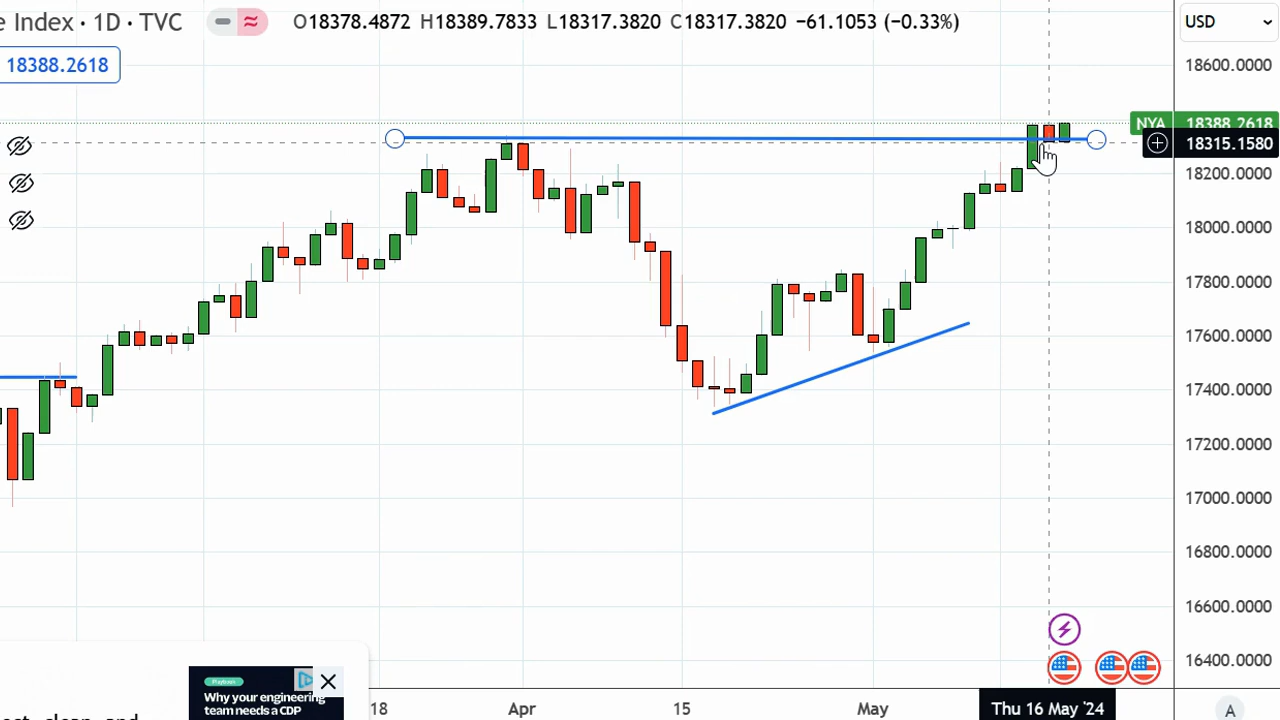 e Index · 1D · TVC
O18378.4872 H18389.7833 L18317.3820 C18317.3820 −61.1053 (−0.33%)
USD
18388.2618
18600.0000
NYA 18388.2618
18315.1580
18200.0000
18000.0000
17800.0000
17600.0000
17400.0000
17200.0000
17000.0000
16800.0000
16600.0000
16400.0000
Why your engineering
team needs a CDP
18 Apr 15 May Thu 16 May '24
A